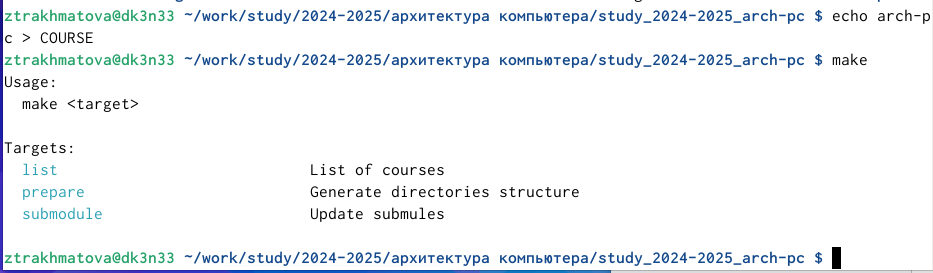 ztrakhmatova@dk3n33 ~/work/study/2024-2025/архитектура компьютера/study_2024-2025_arch-pc $ echo arch-p
c > COURSE
ztrakhmatova@dk3n33 ~/work/study/2024-2025/архитектура компьютера/study_2024-2025_arch-pc $ make
Usage:
  make <target>

Targets:
  list                            List of courses
  prepare                         Generate directories structure
  submodule                       Update submules

ztrakhmatova@dk3n33 ~/work/study/2024-2025/архитектура компьютера/study_2024-2025_arch-pc $